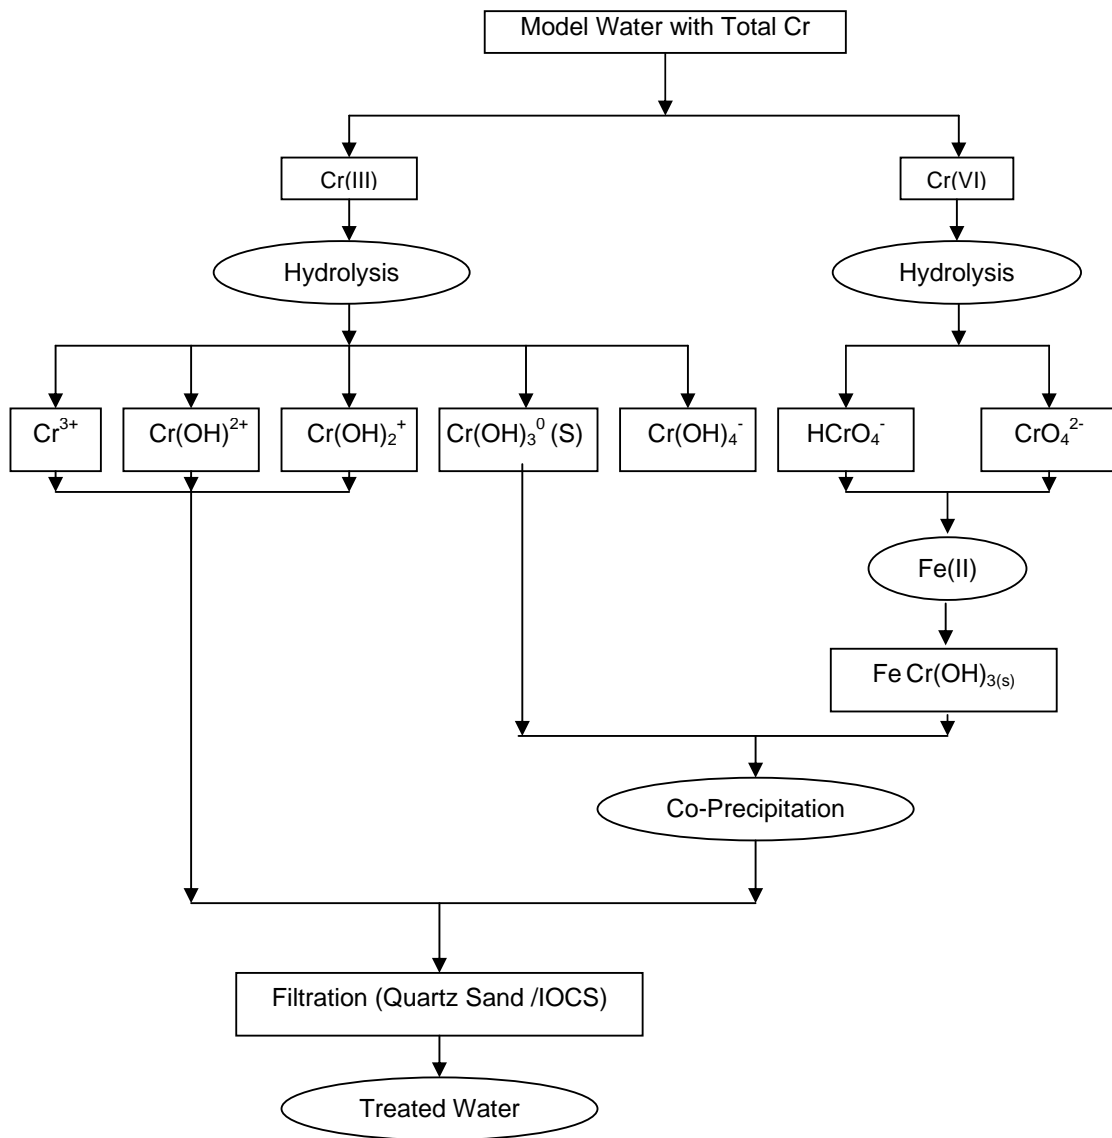 Model Water with Total Cr
Cr(III)
Cr(VI)
Hydrolysis
Hydrolysis
Cr³⁺
Cr(OH)²⁺
Cr(OH)₂⁺
Cr(OH)₃⁰ (S)
Cr(OH)₄⁻
HCrO₄⁻
CrO₄²⁻
Fe(II)
Fe Cr(OH)₃₍ₛ₎
Co-Precipitation
Filtration (Quartz Sand /IOCS)
Treated Water